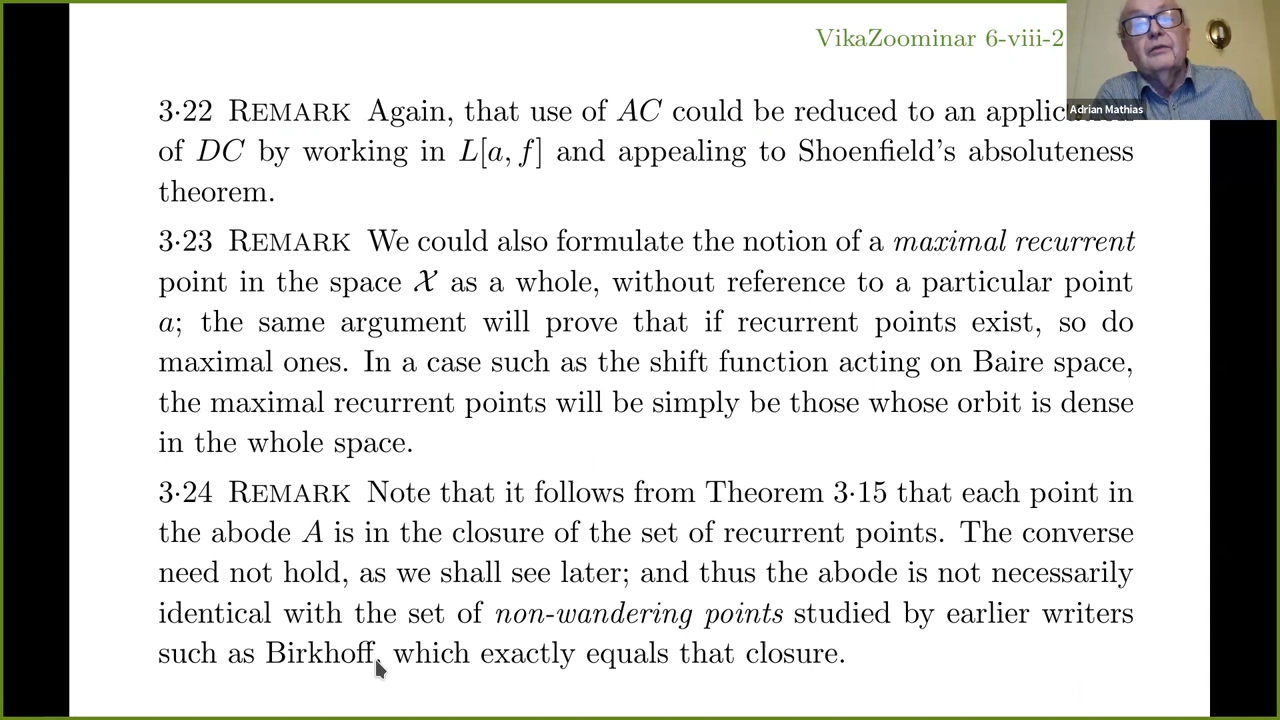 VikaZoominar 6-viii-2
Adrian Mathias
3·22 REMARK Again, that use of AC could be reduced to an
of DC by working in L[a, f] and appealing to Shoenfield's absoluteness
theorem.
3·23 REMARK We could also formulate the notion of a maximal recurrent
point in the space 𝒳 as a whole, without reference to a particular point
a; the same argument will prove that if recurrent points exist, so do
maximal ones. In a case such as the shift function acting on Baire space,
the maximal recurrent points will be simply be those whose orbit is dense
in the whole space.
3·24 REMARK Note that it follows from Theorem 3·15 that each point in
the abode A is in the closure of the set of recurrent points. The converse
need not hold, as we shall see later; and thus the abode is not necessarily
identical with the set of non-wandering points studied by earlier writers
such as Birkhoff, which exactly equals that closure.